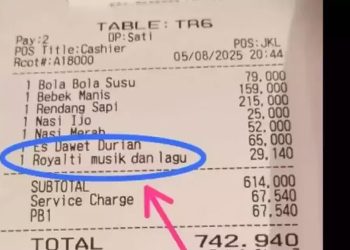 TABLE: TR6
Pay:2 OP:Sati
POS Title:Cashier POS:JKL
Rcpt#:A18000 05/08/2025 20:44
1 Bola Bola Susu 79,000
1 Bebek Manis 159,000
1 Rendang Sapi 215,000
1 Nasi Ijo 25,000
1 Nasi Merah 52,000
Es Dawet Durian 65,000
1 Royalti musik dan lagu 29,140
SUBTOTAL 614,000
Service Charge 67,540
PB1 67,540
TOTAL 742,940